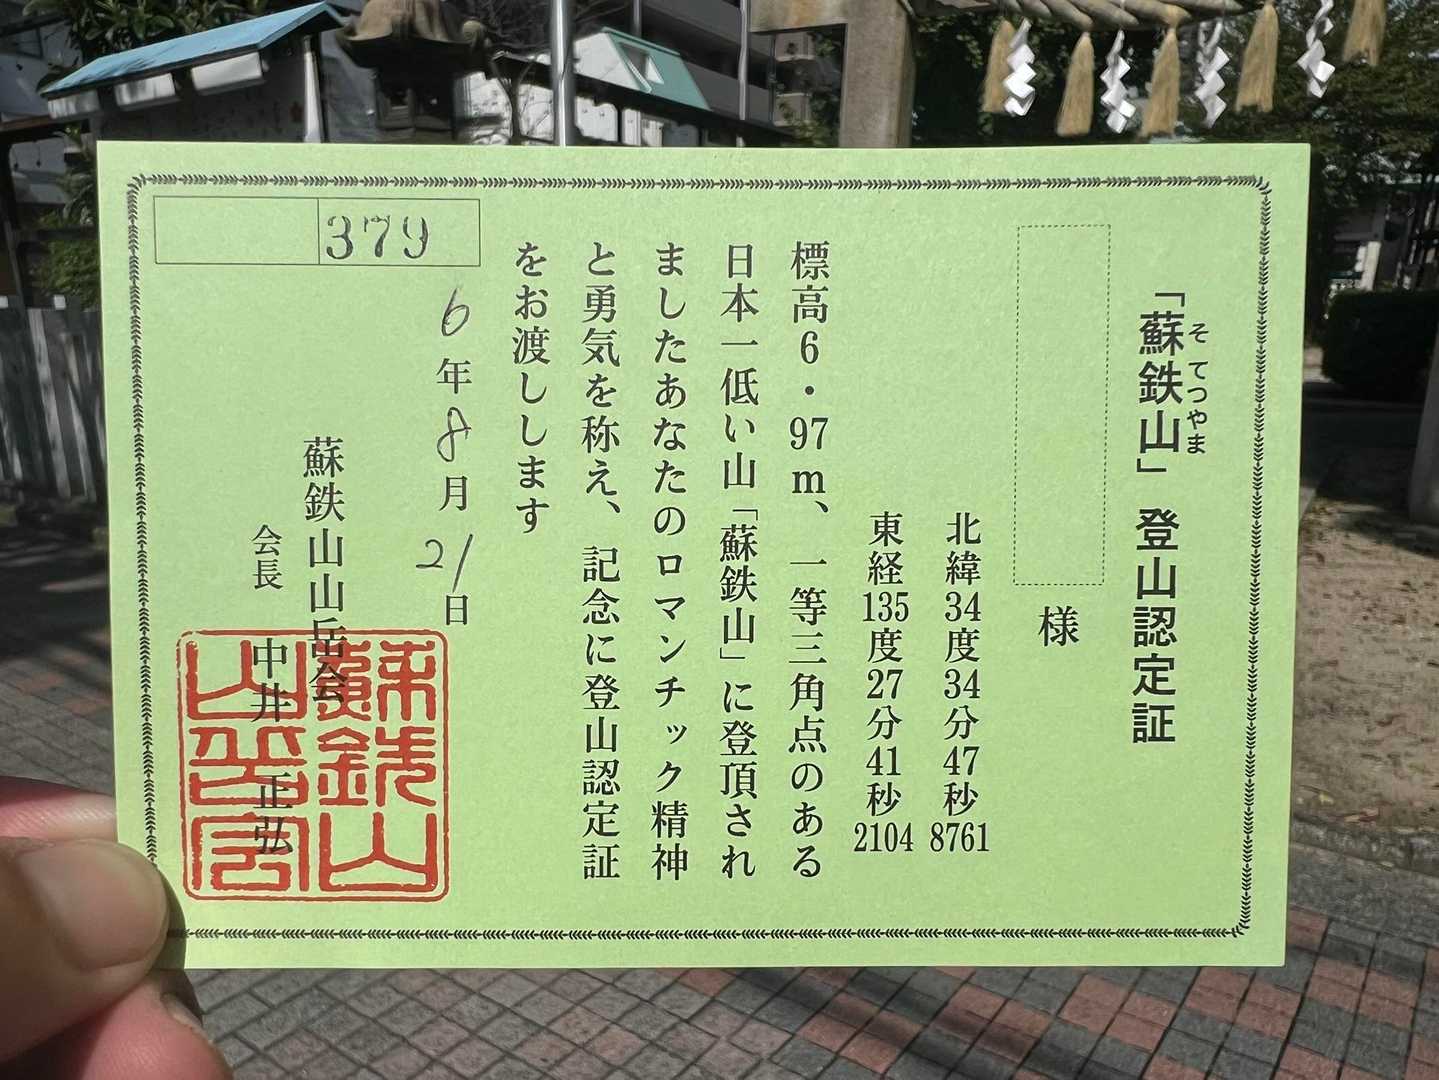 「蘇鉄山」登山認定証
そてつやま
様
北緯34度34分47秒8761
東経135度27分41秒2104
標高6・97m、一等三角点のある
日本一低い山「蘇鉄山」に登頂され
ましたあなたのロマンチック精神
と勇気を称え、記念に登山認定証
をお渡しします
379
6年8月21日
蘇鉄山山岳会
会長 中井 正弘
蘇鉄山山岳会